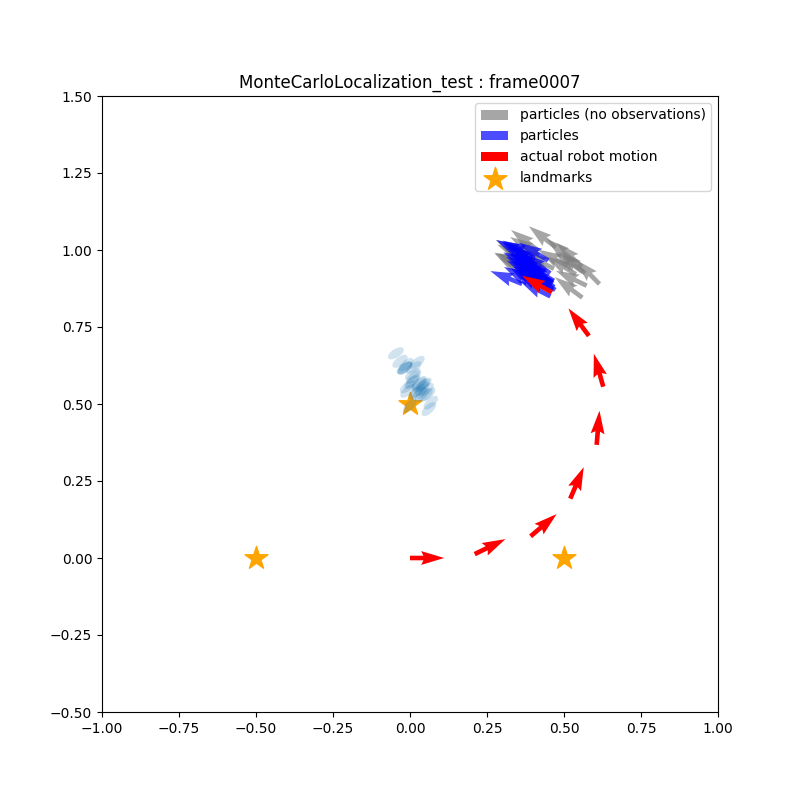 MonteCarloLocalization_test : frame0007
particles (no observations)
particles
actual robot motion
landmarks
1.50
1.25
1.00
0.75
0.50
0.25
0.00
−0.25
−0.50
−1.00 −0.75 −0.50 −0.25 0.00 0.25 0.50 0.75 1.00